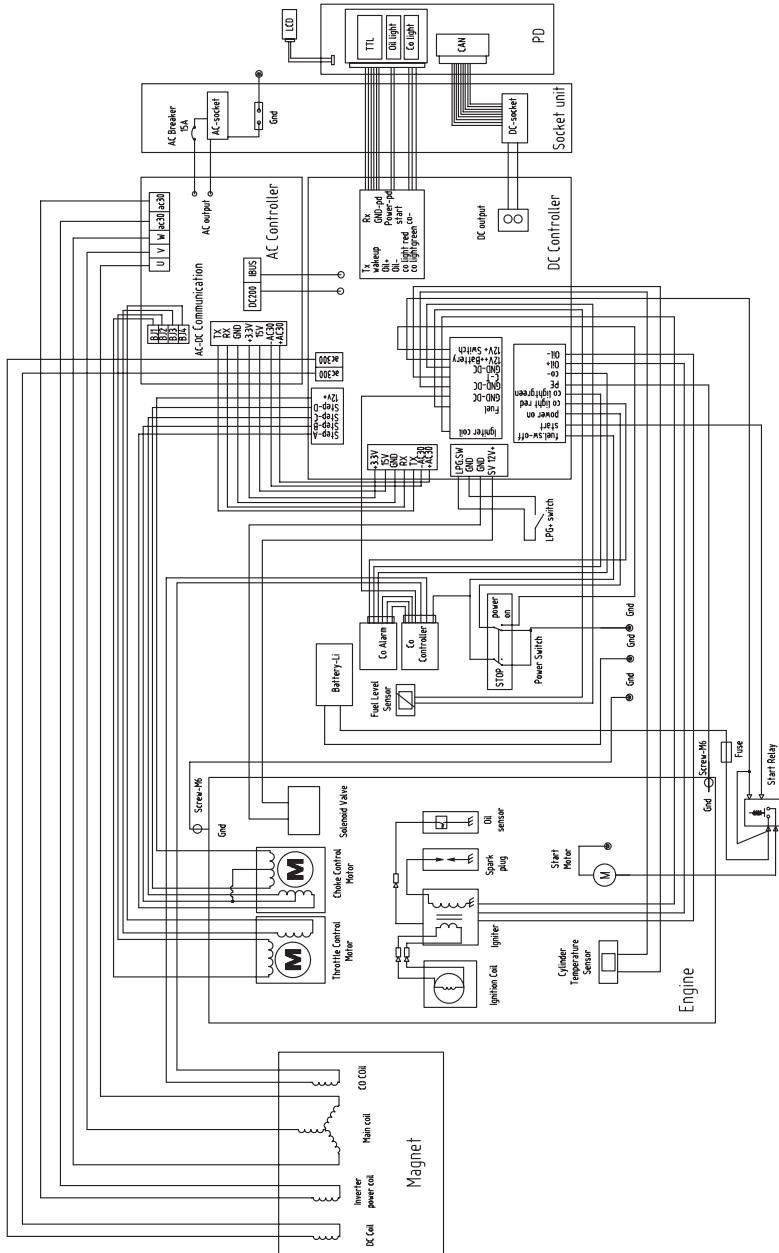 LCD
TTL
Oil light
Co light
CAN
PD
AC Breaker
15A
AC-socket
Gnd
DC-socket
Socket unit
U
V
W
ac30
ac30
AC output
AC Controller
AC-DC Communication
BJ1
BJ2
BJ3
BJ4
DC200
IBUS
TX
RX
GND
+3.3V
15V
-AC30
+AC30
ac300
ac300
Tx
wakeup
Oil+
Oil-
co light red
co lightgreen
Rx
GND-pd
Power-pd
start
co-
DC output
DC Controller
12v+
Step-D
Step-C
Step-B
Step-A
+3.3V
15V
GND
RX
TX
-AC30
+AC30
12V+ Switch
12V++Battery
GND-DC
C-T
GND-DC
GND
Fuel
Igniter coil
Oil-
Oil+
co-
PE
co lightgreen
co light red
power on
start
fuel.sw-off
LPG.SW
GND
GND
SV 12V+
LPG+ switch
Co Alarm
Co
Controller
power
on
STOP
Power Switch
Gnd
Gnd
Gnd
Battery-Li
Fuel Level
Sensor
Screw-M6
Gnd
Solenoid Valve
Choke Control
Motor
M
Throttle Control
Motor
M
Oil
sensor
Spark
plug
Igniter
Ignition Coil
Start
Motor
M
Cylinder
Temperature
Sensor
Engine
Screw-M6
Gnd
Fuse
Start Relay
CO COil
Main coil
Inverter
power coil
DC Coil
Magnet